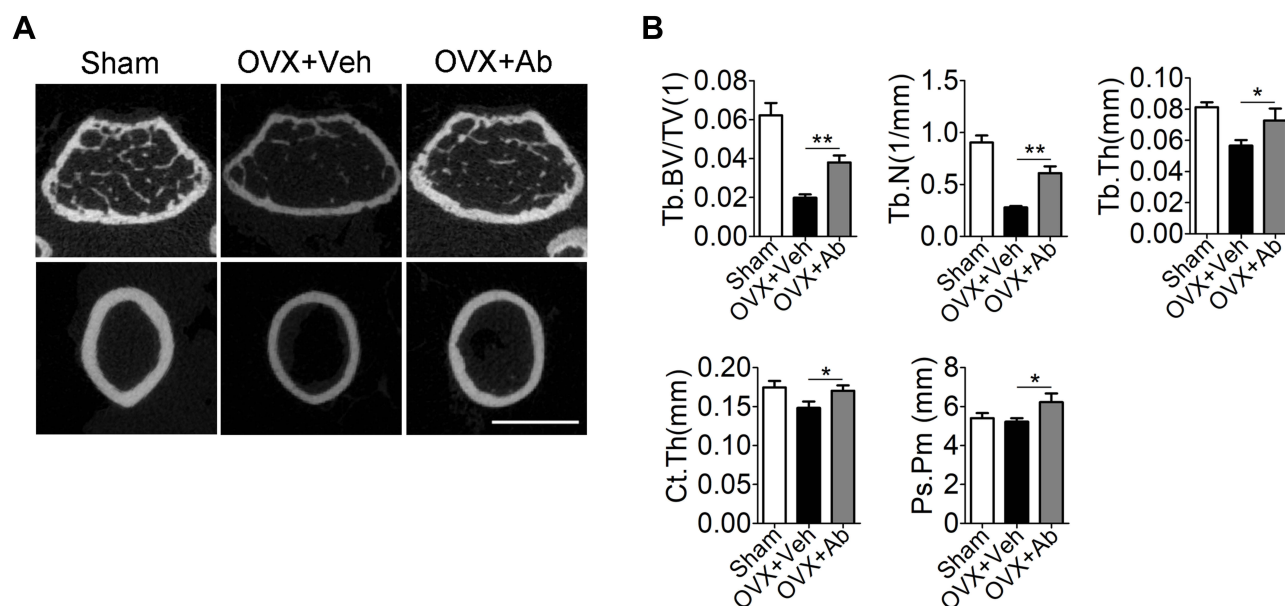 A
B
Sham
OVX+Veh
OVX+Ab
Tb.BV/TV(1)
0.08
0.06
0.04
0.02
0.00
**
Sham
OVX+Veh
OVX+Ab
Tb.N(1/mm)
1.5
1.0
0.5
0.0
**
Sham
OVX+Veh
OVX+Ab
Tb.Th(mm)
0.10
0.08
0.06
0.04
0.02
0.00
*
Sham
OVX+Veh
OVX+Ab
Ct.Th(mm)
0.20
0.15
0.10
0.05
0.00
*
Sham
OVX+Veh
OVX+Ab
Ps.Pm (mm)
8
6
4
2
0
*
Sham
OVX+Veh
OVX+Ab